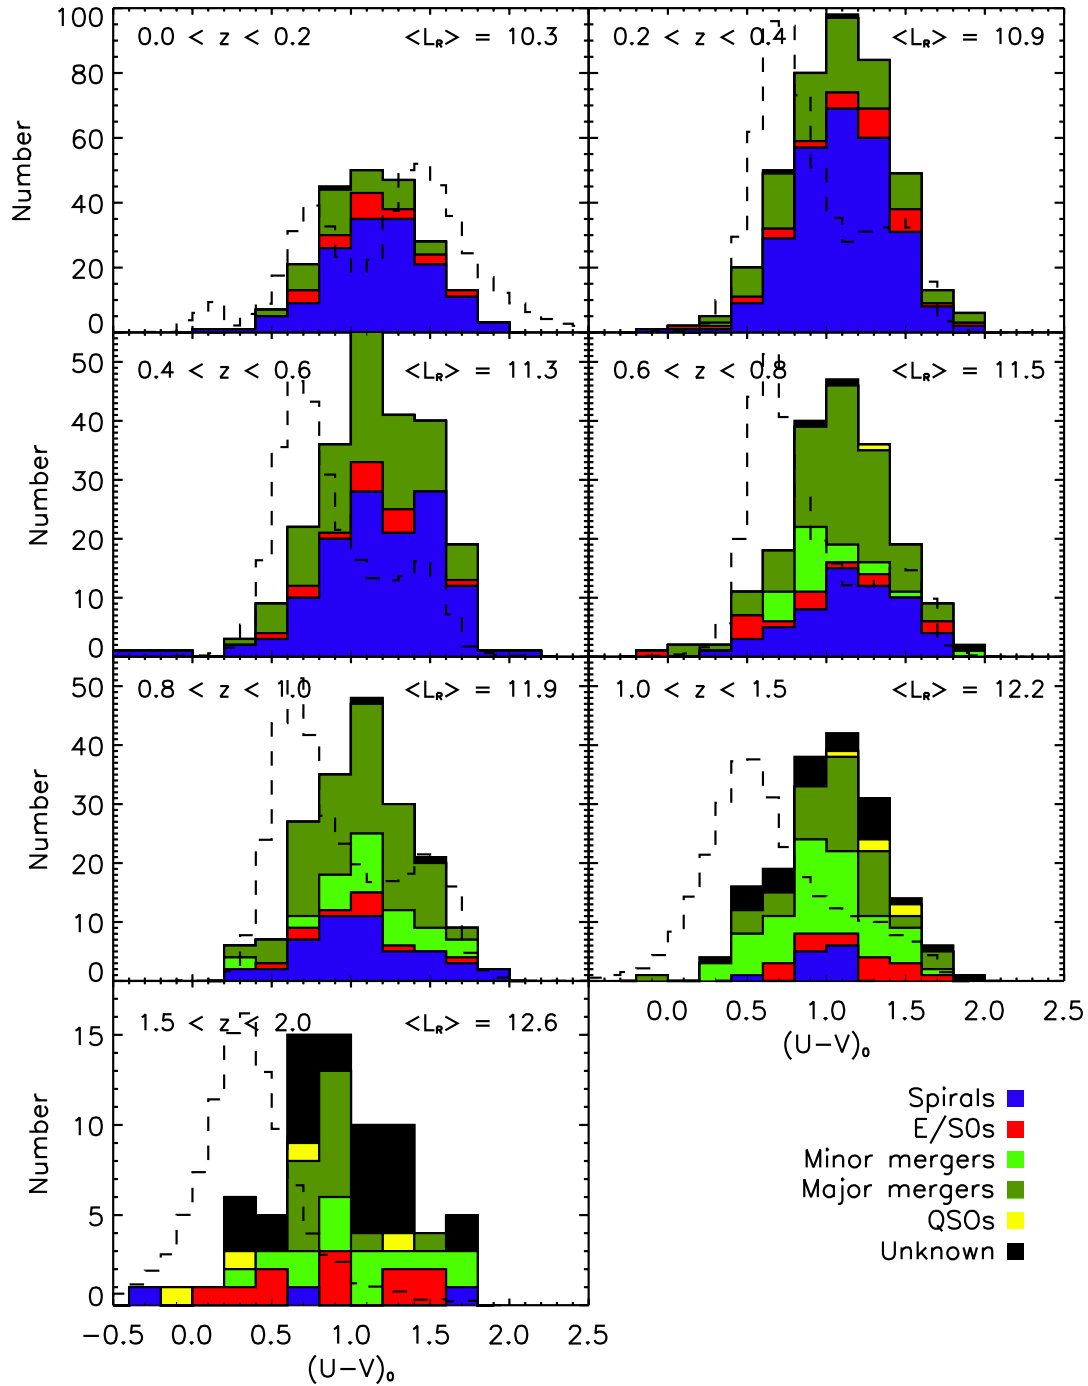 0.0 < z < 0.2 <L_R> = 10.3
0.2 < z < 0.4 <L_R> = 10.9
Number
100
80
60
40
20
0
0.4 < z < 0.6 <L_R> = 11.3
0.6 < z < 0.8 <L_R> = 11.5
Number
50
40
30
20
10
0
0.8 < z < 1.0 <L_R> = 11.9
1.0 < z < 1.5 <L_R> = 12.2
Number
50
40
30
20
10
0
0.0 0.5 1.0 1.5 2.0 2.5
(U-V)₀
1.5 < z < 2.0 <L_R> = 12.6
Number
15
10
5
0
-0.5 0.0 0.5 1.0 1.5 2.0 2.5
(U-V)₀
Spirals
E/S0s
Minor mergers
Major mergers
QSOs
Unknown